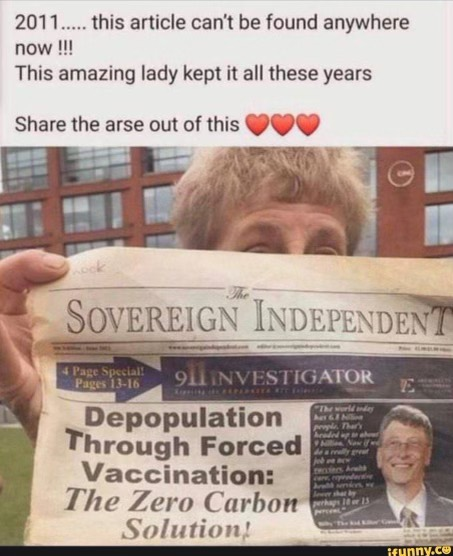 2011..... this article can't be found anywhere
now !!!
This amazing lady kept it all these years
Share the arse out of this ❤️❤️❤️
The
SOVEREIGN INDEPENDENT
4 Page Special!
Pages 13-16
911INVESTIGATOR
Depopulation
Through Forced
Vaccination:
The Zero Carbon
Solution!
"The world today
has 6.8 billion
people. That's
headed up to about
9 billion. Now if we
do a really great
job on new
vaccines, health
care, reproductive
health services, we
lower that by
perhaps 10 or 15
percent."
ifunny.co